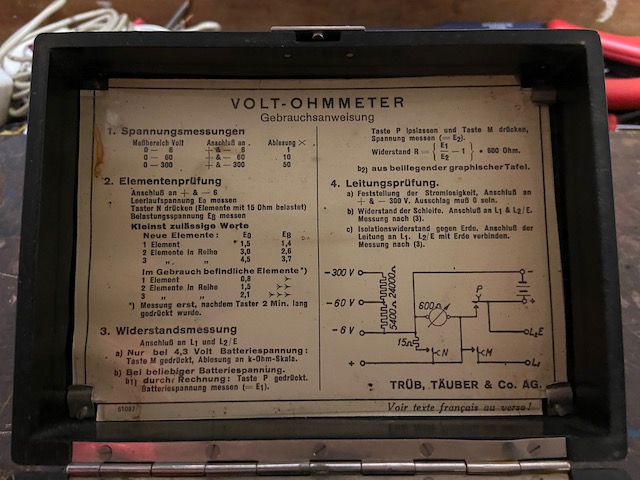 VOLT-OHMMETER
Gebrauchsanweisung
1. Spannungsmessungen
Meßbereich Volt Anschluß an Ablesung ×
0 — 6 + & — 6 1
0 — 60 + & — 60 10
0 — 300 + & — 300 50
2. Elementenprüfung
Anschluß an + & — 6
Leerlaufspannung E0 messen
Taster N drücken (Elemente mit 15 Ohm belastet)
Belastungsspannung EB messen
Kleinst zulässige Werte
Neue Elemente: E0 EB
1 Element 1,5 1,4
2 Elemente in Reihe 3,0 2,6
3 „ „ 4,5 3,7
Im Gebrauch befindliche Elemente*)
1 Element 0,8
2 Elemente in Reihe 1,5
3 „ „ 2,1
*) Messung erst, nachdem Taster 2 Min. lang
gedrückt wurde.
3. Widerstandsmessung
Anschluß an L1 und L2/E
a) Nur bei 4,3 Volt Batteriespannung:
Taste M gedrückt, Ablesung an k-Ohm-Skala.
b) Bei beliebiger Batteriespannung.
b1) durch Rechnung: Taste P gedrückt.
Batteriespannung messen (= E1).
61087
Taste P loslassen und Taste M drücken,
Spannung messen (= E2).
Widerstand R = { E1/E2 — 1 } • 600 Ohm.
b2) aus beiliegender graphischer Tafel.
4. Leitungsprüfung.
a) Feststellung der Stromlosigkeit, Anschluß an
+ & — 300 V. Ausschlag muß 0 sein.
b) Widerstand der Schleife. Anschluß an L1 & L2/E.
Messung nach (3).
c) Isolationswiderstand gegen Erde. Anschluß der
Leitung an L1. L2/E mit Erde verbinden.
Messung nach (3).
−300 V
−60 V
−6 V
+
24000Ω
5400Ω
600Ω
15Ω
N
M
P
−
+
L2E
L1
TRÜB, TÄUBER & Co. AG.
Voir texte français au verso!